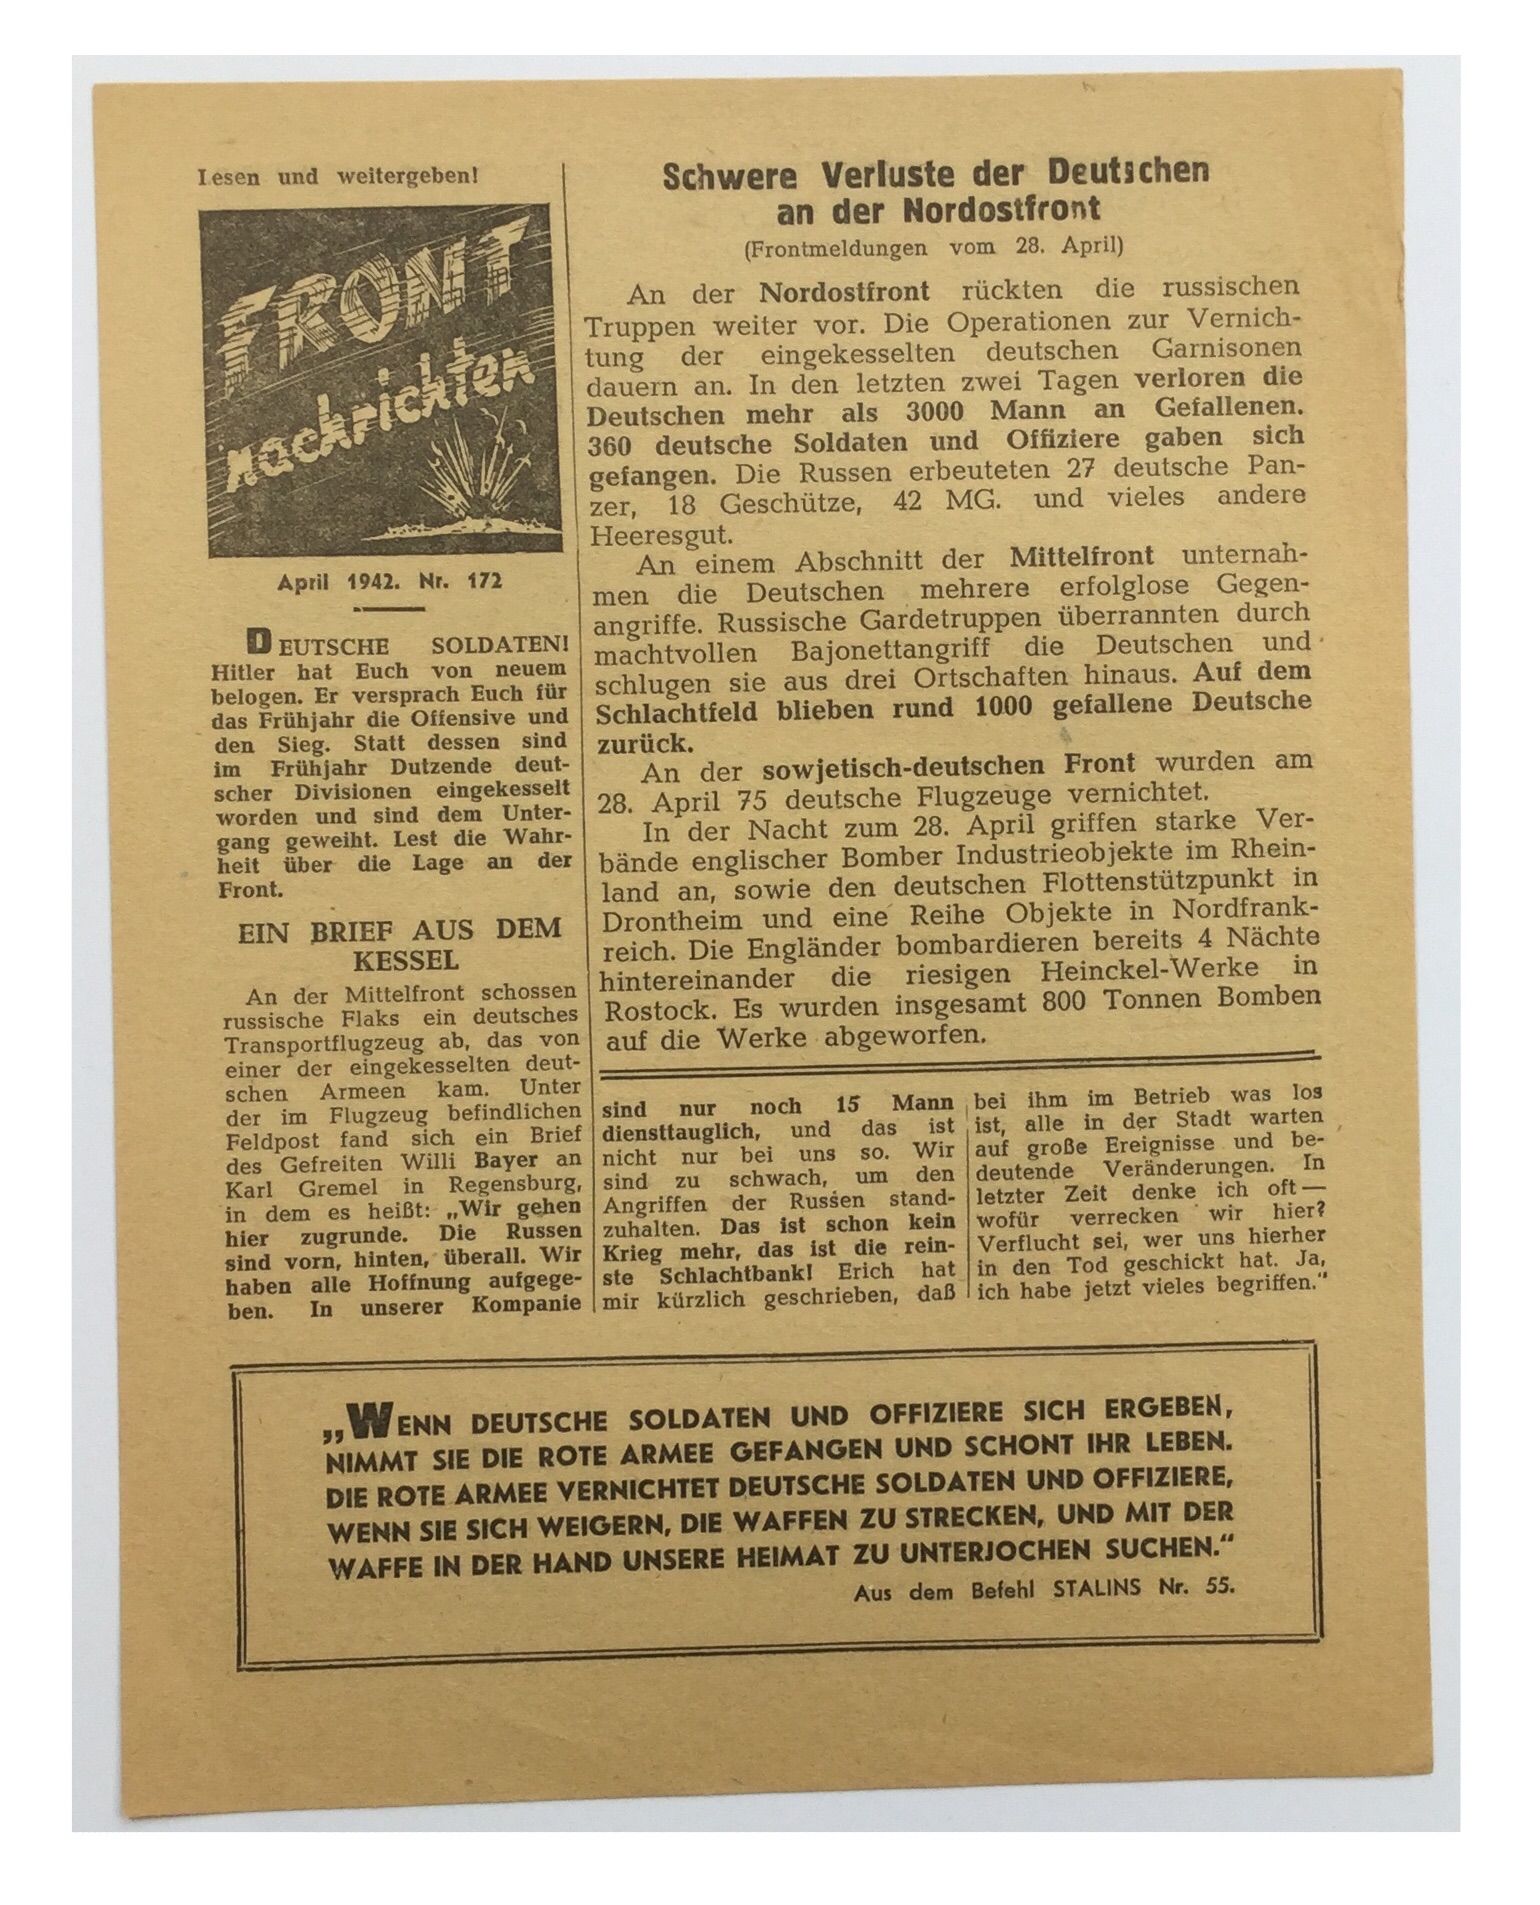 Lesen und weitergeben!
FRONT
nachrichten
April 1942. Nr. 172
DEUTSCHE SOLDATEN!
Hitler hat Euch von neuem
belogen. Er versprach Euch für
das Frühjahr die Offensive und
den Sieg. Statt dessen sind
im Frühjahr Dutzende deut-
scher Divisionen eingekesselt
worden und sind dem Unter-
gang geweiht. Lest die Wahr-
heit über die Lage an der
Front.
EIN BRIEF AUS DEM
KESSEL
An der Mittelfront schossen
russische Flaks ein deutsches
Transportflugzeug ab, das von
einer der eingekesselten deut-
schen Armeen kam. Unter
der im Flugzeug befindlichen
Feldpost fand sich ein Brief
des Gefreiten Willi Bayer an
Karl Gremel in Regensburg,
in dem es heißt: „Wir gehen
hier zugrunde. Die Russen
sind vorn, hinten, überall. Wir
haben alle Hoffnung aufgege-
ben. In unserer Kompanie
sind nur noch 15 Mann
diensttauglich, und das ist
nicht nur bei uns so. Wir
sind zu schwach, um den
Angriffen der Russen stand-
zuhalten. Das ist schon kein
Krieg mehr, das ist die rein-
ste Schlachtbank! Erich hat
mir kürzlich geschrieben, daß
bei ihm im Betrieb was los
ist, alle in der Stadt warten
auf große Ereignisse und be-
deutende Veränderungen. In
letzter Zeit denke ich oft —
wofür verrecken wir hier?
Verflucht sei, wer uns hierher
in den Tod geschickt hat. Ja,
ich habe jetzt vieles begriffen.“
Schwere Verluste der Deutschen
an der Nordostfront
(Frontmeldungen vom 28. April)
An der Nordostfront rückten die russischen
Truppen weiter vor. Die Operationen zur Vernich-
tung der eingekesselten deutschen Garnisonen
dauern an. In den letzten zwei Tagen verloren die
Deutschen mehr als 3000 Mann an Gefallenen.
360 deutsche Soldaten und Offiziere gaben sich
gefangen. Die Russen erbeuteten 27 deutsche Pan-
zer, 18 Geschütze, 42 MG. und vieles andere
Heeresgut.
An einem Abschnitt der Mittelfront unternah-
men die Deutschen mehrere erfolglose Gegen-
angriffe. Russische Gardetruppen überrannten durch
machtvollen Bajonettangriff die Deutschen und
schlugen sie aus drei Ortschaften hinaus. Auf dem
Schlachtfeld blieben rund 1000 gefallene Deutsche
zurück.
An der sowjetisch-deutschen Front wurden am
28. April 75 deutsche Flugzeuge vernichtet.
In der Nacht zum 28. April griffen starke Ver-
bände englischer Bomber Industrieobjekte im Rhein-
land an, sowie den deutschen Flottenstützpunkt in
Drontheim und eine Reihe Objekte in Nordfrank-
reich. Die Engländer bombardieren bereits 4 Nächte
hintereinander die riesigen Heinckel-Werke in
Rostock. Es wurden insgesamt 800 Tonnen Bomben
auf die Werke abgeworfen.
„WENN DEUTSCHE SOLDATEN UND OFFIZIERE SICH ERGEBEN,
NIMMT SIE DIE ROTE ARMEE GEFANGEN UND SCHONT IHR LEBEN.
DIE ROTE ARMEE VERNICHTET DEUTSCHE SOLDATEN UND OFFIZIERE,
WENN SIE SICH WEIGERN, DIE WAFFEN ZU STRECKEN, UND MIT DER
WAFFE IN DER HAND UNSERE HEIMAT ZU UNTERJOCHEN SUCHEN.“
Aus dem Befehl STALINS Nr. 55.